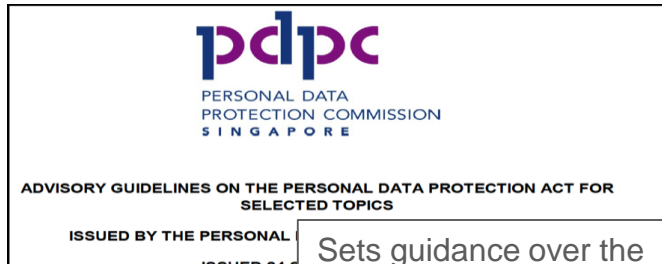 pdpc
PERSONAL DATA
PROTECTION COMMISSION
SINGAPORE
ADVISORY GUIDELINES ON THE PERSONAL DATA PROTECTION ACT FOR
SELECTED TOPICS
ISSUED BY THE PERSONAL
Sets guidance over the